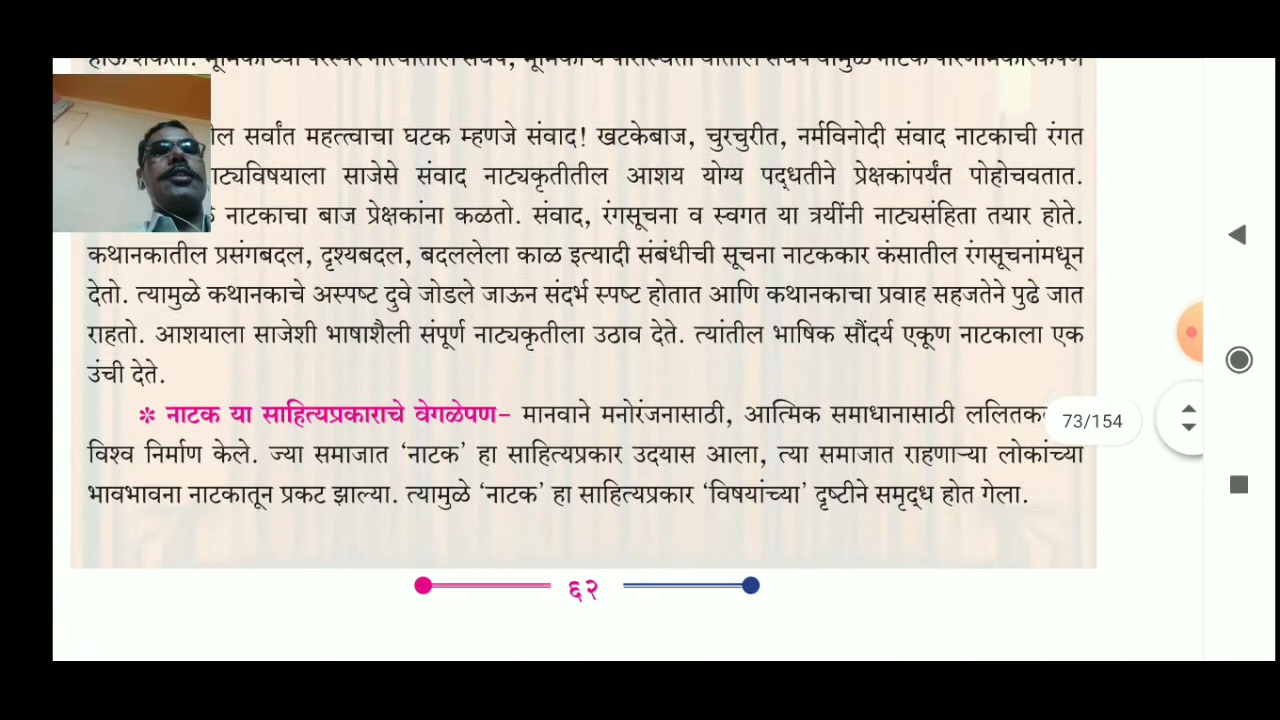 सर्वांत महत्त्वाचा घटक म्हणजे संवाद! खटकेबाज, चुरचुरीत, नर्मविनोदी संवाद नाटकाची रंगत
साजेसे संवाद नाट्यकृतीतील आशय योग्य पद्धतीने प्रेक्षकांपर्यंत पोहोचवतात.
नाटकाचा बाज प्रेक्षकांना कळतो. संवाद, रंगसूचना व स्वगत या त्रयींनी नाट्यसंहिता तयार होते.
कथानकातील प्रसंगबदल, दृश्यबदल, बदललेला काळ इत्यादी संबंधीची सूचना नाटककार कंसातील रंगसूचनांमधून
देतो. त्यामुळे कथानकाचे अस्पष्ट दुवे जोडले जाऊन संदर्भ स्पष्ट होतात आणि कथानकाचा प्रवाह सहजतेने पुढे जात
राहतो. आशयाला साजेशी भाषाशैली संपूर्ण नाट्यकृतीला उठाव देते. त्यांतील भाषिक सौंदर्य एकूण नाटकाला एक
उंची देते.
* नाटक या साहित्यप्रकाराचे वेगळेपण- मानवाने मनोरंजनासाठी, आत्मिक समाधानासाठी
विश्व निर्माण केले. ज्या समाजात ‘नाटक’ हा साहित्यप्रकार उदयास आला, त्या समाजात राहणाऱ्या लोकांच्या
भावभावना नाटकातून प्रकट झाल्या. त्यामुळे ‘नाटक’ हा साहित्यप्रकार ‘विषयांच्या’ दृष्टीने समृद्ध होत गेला.
६२
73/154